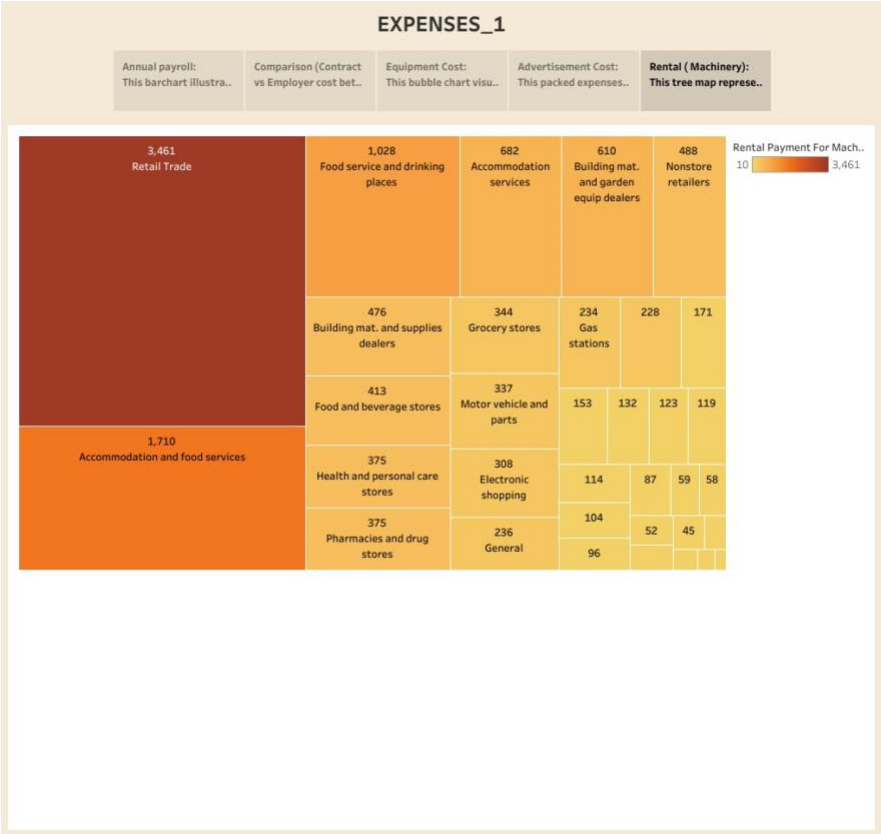 EXPENSES_1
Annual payroll:
This barchart illustra..
Comparison (Contract
vs Employer cost bet..
Equipment Cost:
This bubble chart visu..
Advertisement Cost:
This packed expenses..
Rental ( Machinery):
This tree map represe..
3,461
Retail Trade
1,710
Accommodation and food services
1,028
Food service and drinking
places
682
Accommodation
services
610
Building mat.
and garden
equip dealers
488
Nonstore
retailers
476
Building mat. and supplies
dealers
413
Food and beverage stores
375
Health and personal care
stores
375
Pharmacies and drug
stores
344
Grocery stores
337
Motor vehicle and
parts
308
Electronic
shopping
236
General
234
Gas
stations
228
171
153
132
123
119
114
104
96
87
59
58
52
45
Rental Payment For Mach..
10
3,461